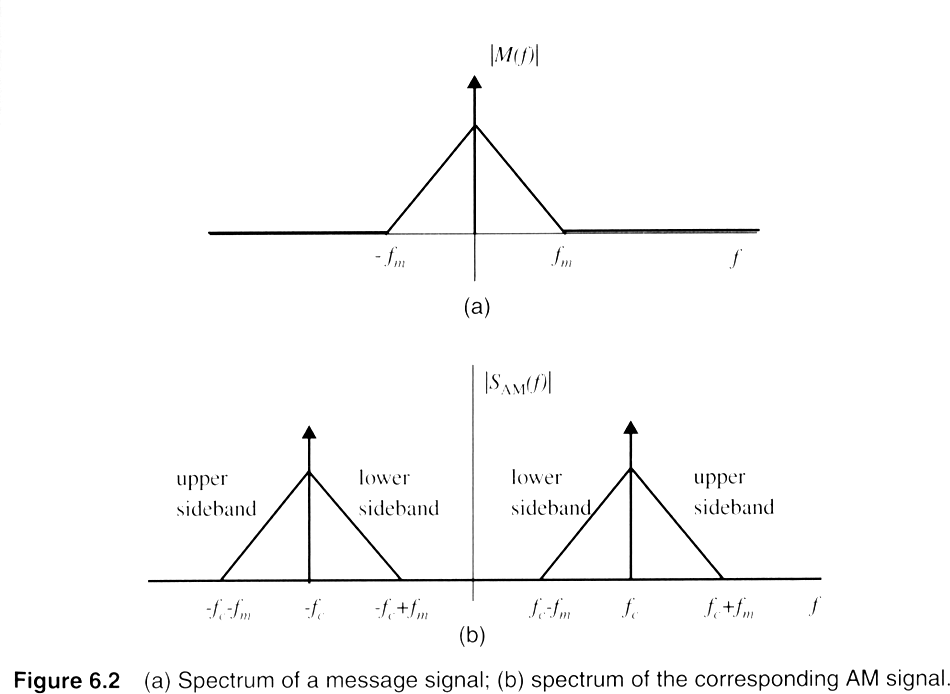 |M(f)|
- fm fm f
(a)
|SAM(f)|
upper lower lower upper
sideband sideband sideband sideband
-fc-fm -fc -fc+fm fc-fm fc fc+fm f
(b)
Figure 6.2 (a) Spectrum of a message signal; (b) spectrum of the corresponding AM signal.